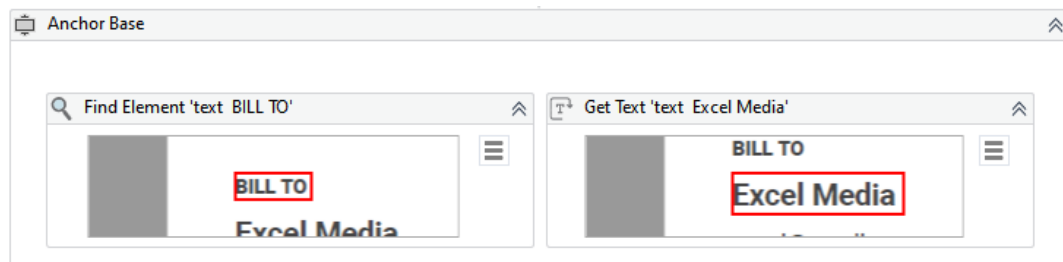 Anchor Base
Find Element 'text BILL TO'
BILL TO
Excel Media
Get Text 'text Excel Media'
BILL TO
Excel Media